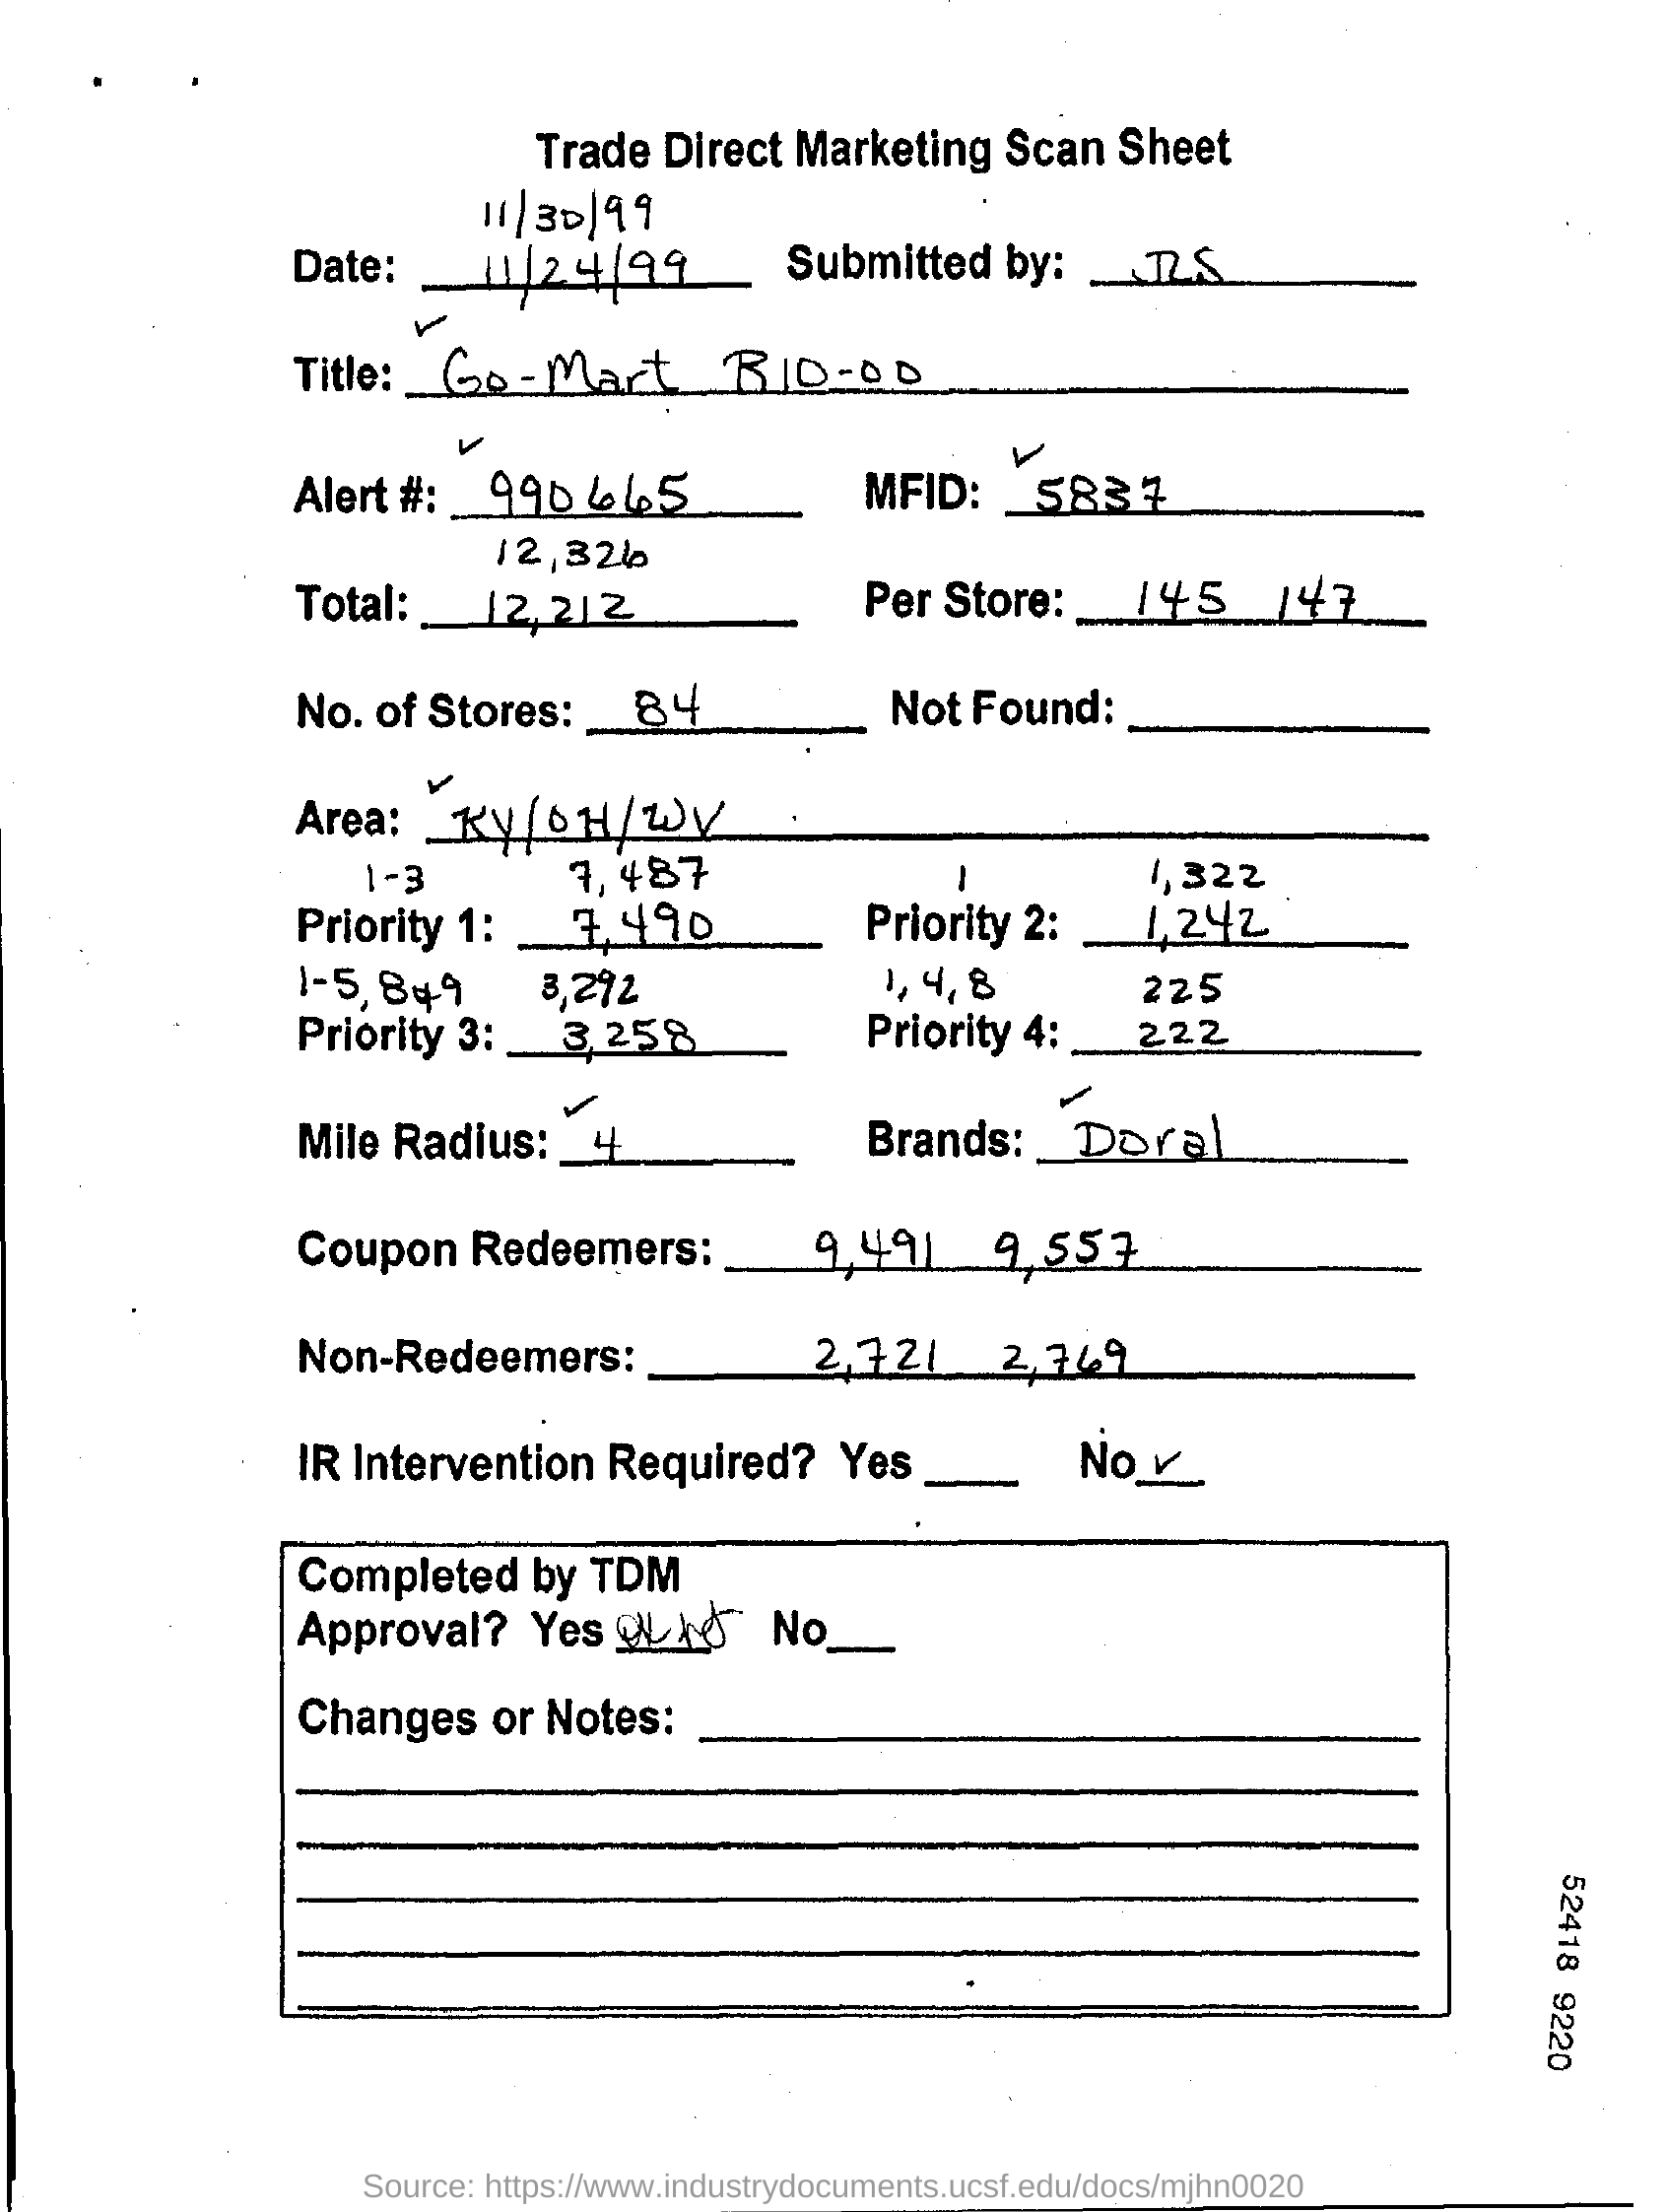 Trade Direct Marketing Scan Sheet
11/30/99
Date: 11/24/99 Submitted by: JRS
Title: Go-Mart B10-00
Alert #: 990665 MFID: 5837
12,326
Total: 12,212 Per Store: 145 147
No. of Stores: 84 Not Found:
Area: KY/OH/WV
1-3 7,487 1 1,322
Priority 1: 7,490 Priority 2: 1,242
1-5, 8+9 3,292 1, 4, 8 225
Priority 3: 3,258 Priority 4: 222
Mile Radius: 4 Brands: Doral
Coupon Redeemers: 9,491 9,557
Non-Redeemers: 2,721 2,769
IR Intervention Required? Yes No ✓
Completed by TDM
Approval? Yes No
Changes or Notes:
52418 9220
Source: https://www.industrydocuments.ucsf.edu/docs/mjhn0020